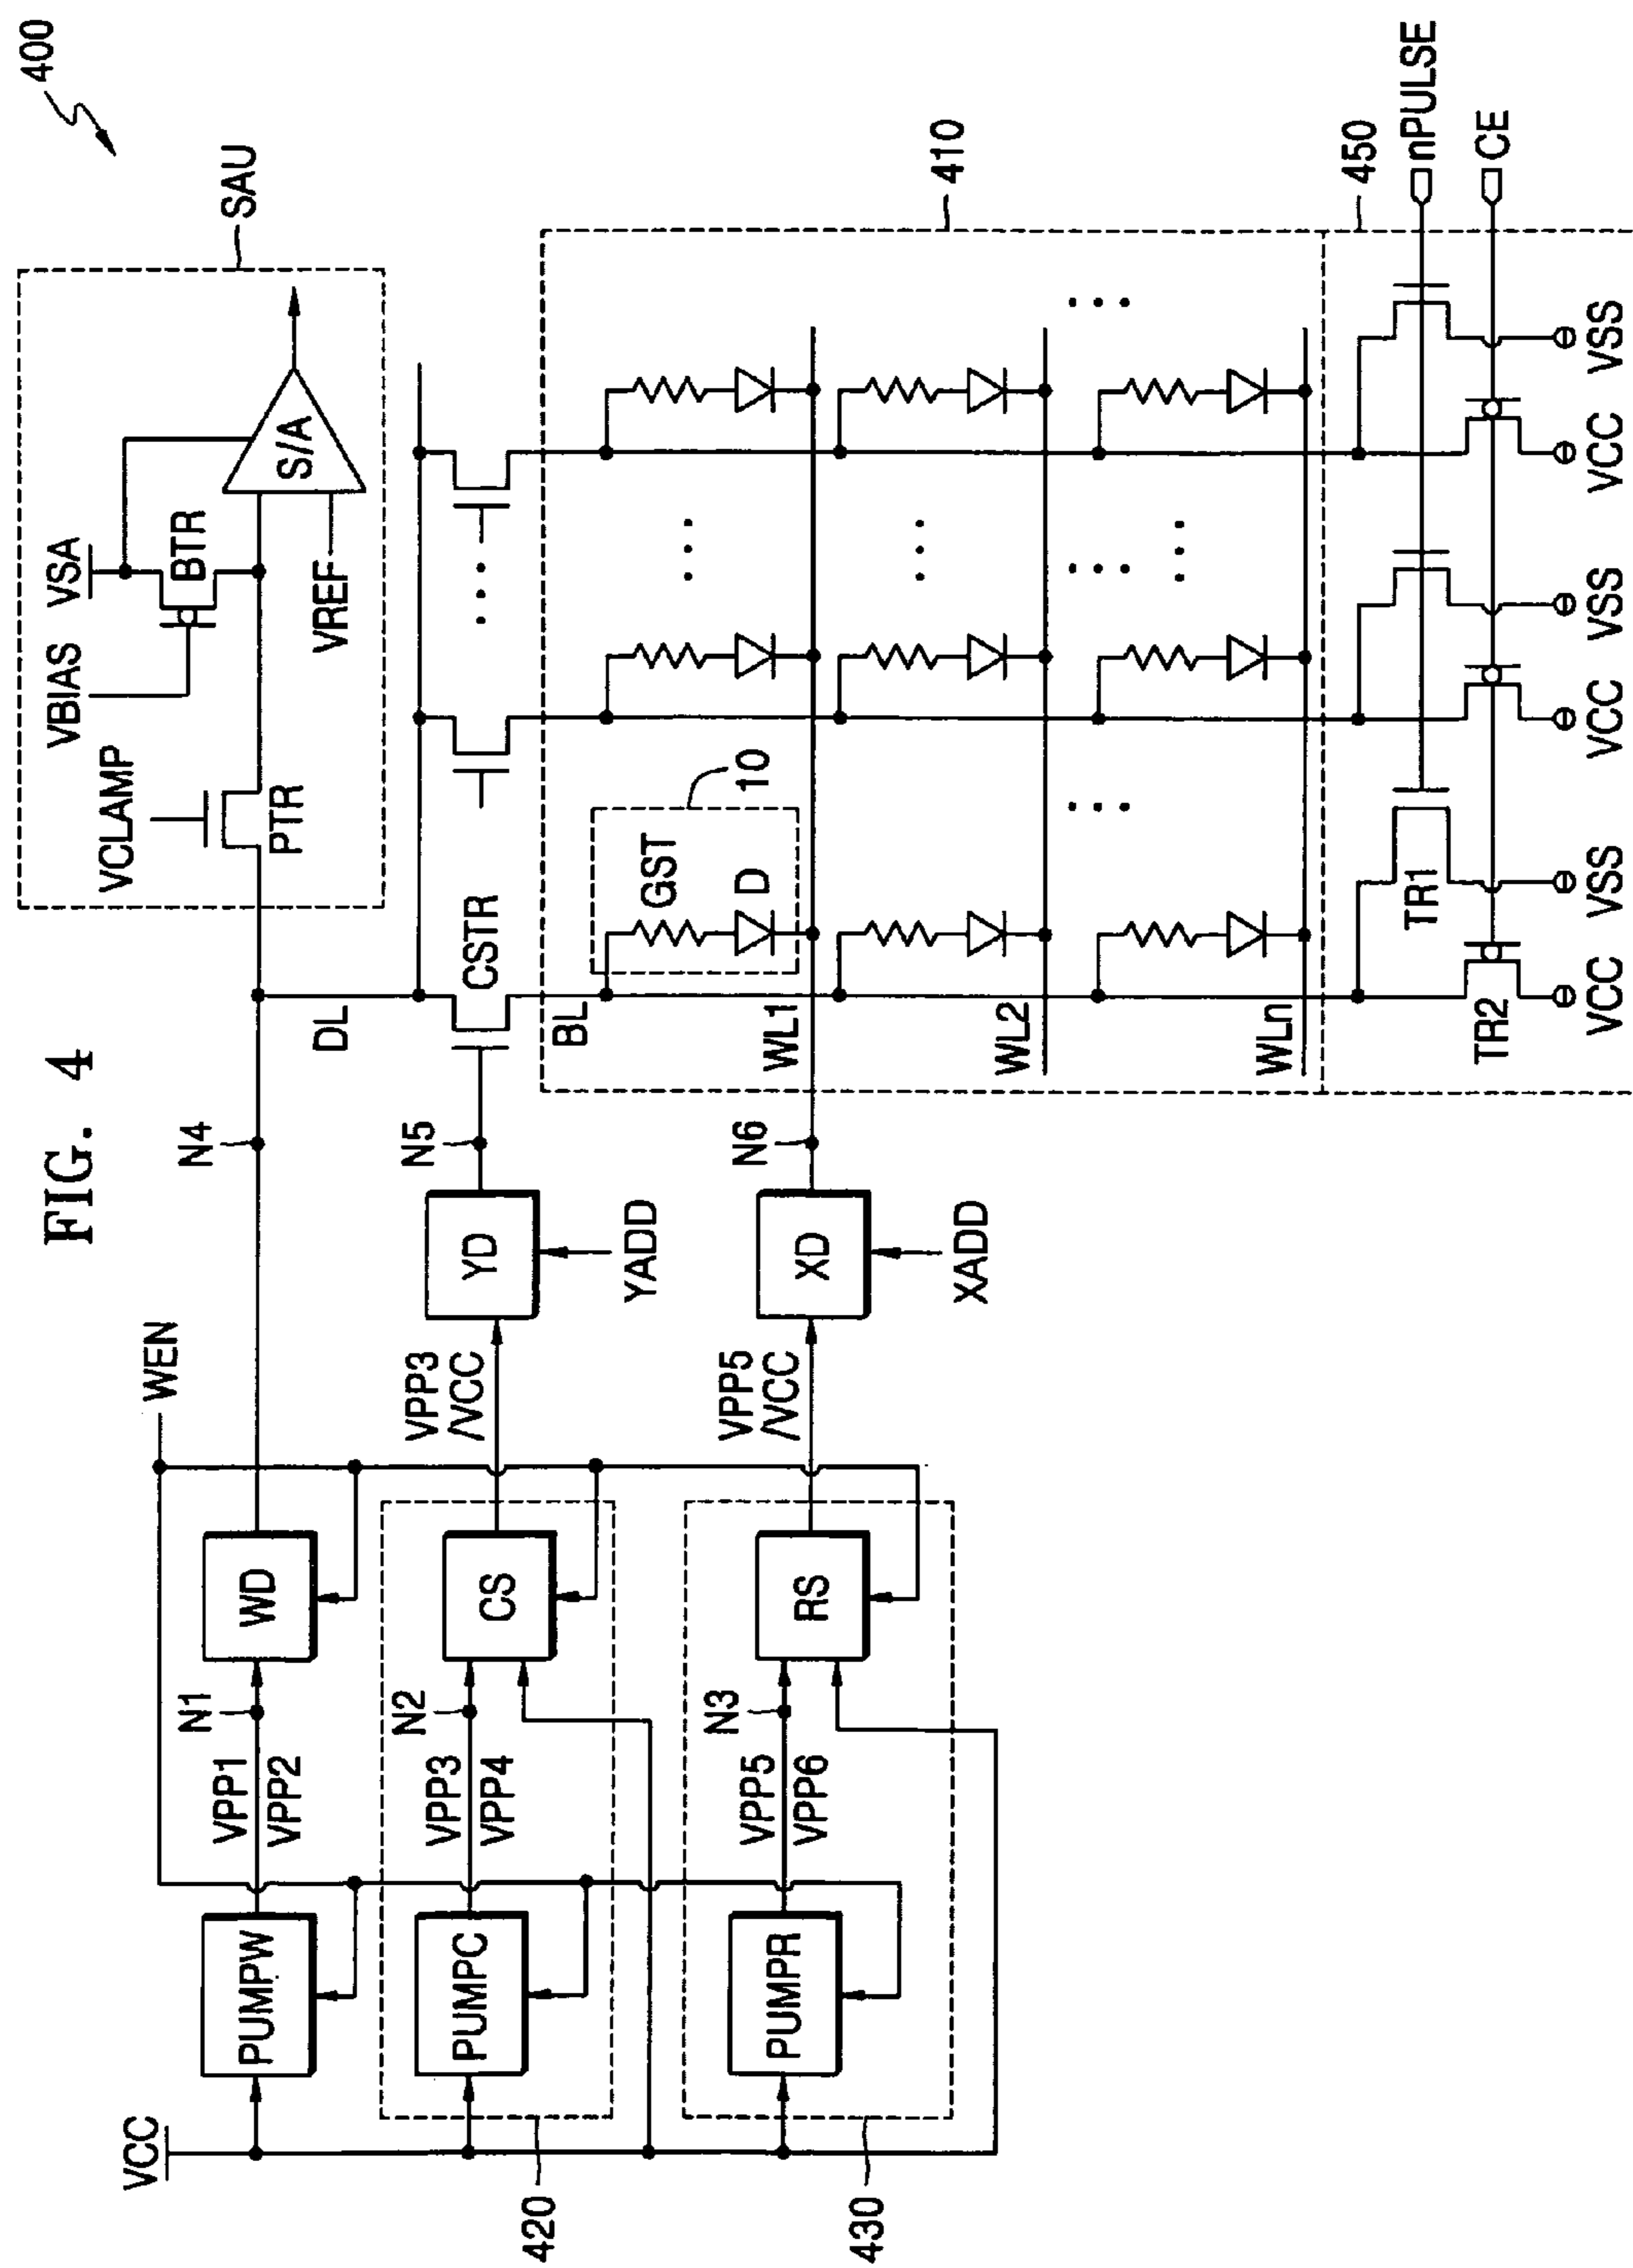 FIG. 4
400
SAU
VSA
VBIAS
VCLAMP
BTR
PTR
S/A
VREF
WEN
N4
VCC
PUMPW
VPP1
VPP2
N1
WD
DL
CSTR
N5
YD
YADD
VPP3
/VCC
420
PUMPC
VPP3
VPP4
N2
CS
BL
GST
D
10
410
WL1
N6
XD
XADD
VPP5
/VCC
430
PUMPR
VPP5
VPP6
N3
RS
WL2
WLn
450
nPULSE
CE
TR1
TR2
VCC
VSS
VCC
VSS
VCC
VSS